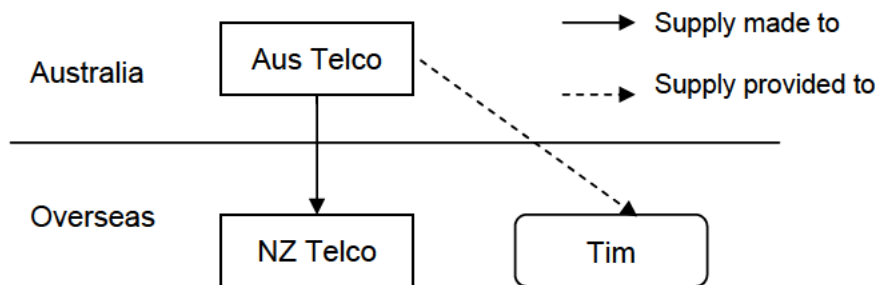 Supply made to
Aus Telco
Australia
Supply provided to
Overseas
NZ Telco
Tim